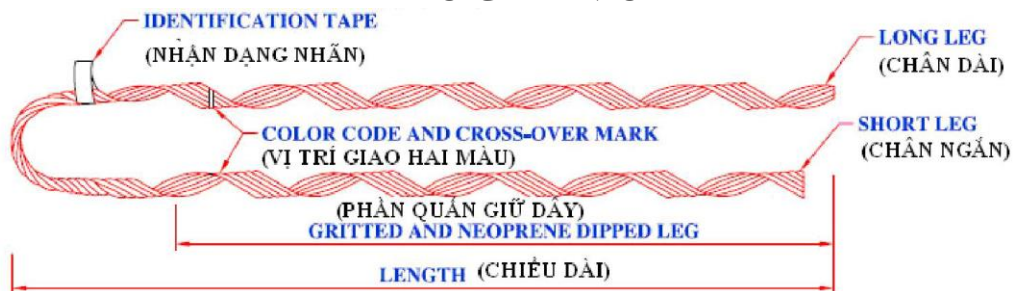 IDENTIFICATION TAPE
(NHẬN DẠNG NHÃN)
LONG LEG
(CHÂN DÀI)
COLOR CODE AND CROSS-OVER MARK
(VỊ TRÍ GIAO HAI MÀU)
SHORT LEG
(CHÂN NGẮN)
(PHẦN QUẤN GIỮ DÂY)
GRITTED AND NEOPRENE DIPPED LEG
LENGTH (CHIỀU DÀI)